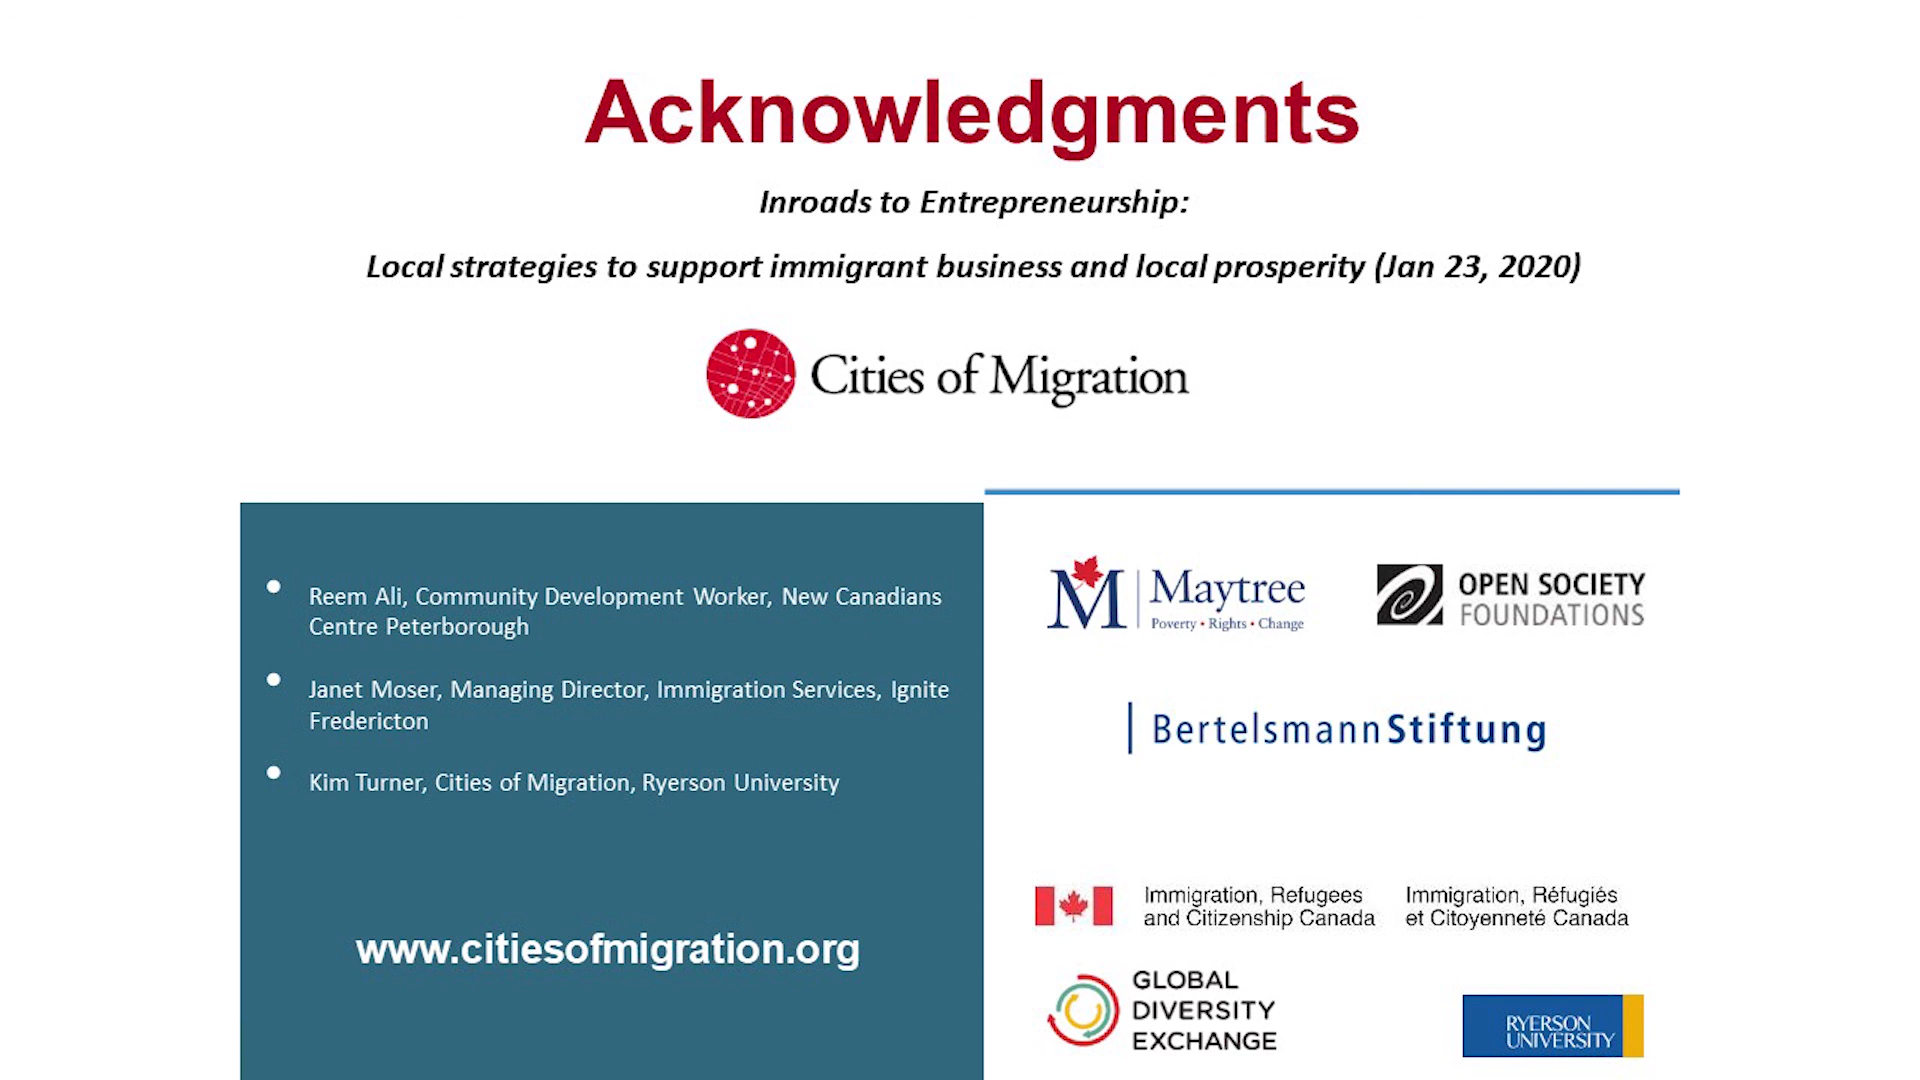 Acknowledgments
Inroads to Entrepreneurship:
Local strategies to support immigrant business and local prosperity (Jan 23, 2020)
Cities of Migration
• Reem Ali, Community Development Worker, New Canadians
Centre Peterborough
• Janet Moser, Managing Director, Immigration Services, Ignite
Fredericton
• Kim Turner, Cities of Migration, Ryerson University
www.citiesofmigration.org
M Maytree
Poverty • Rights • Change
OPEN SOCIETY
FOUNDATIONS
BertelsmannStiftung
Immigration, Refugees
and Citizenship Canada
Immigration, Réfugiés
et Citoyenneté Canada
GLOBAL
DIVERSITY
EXCHANGE
RYERSON
UNIVERSITY